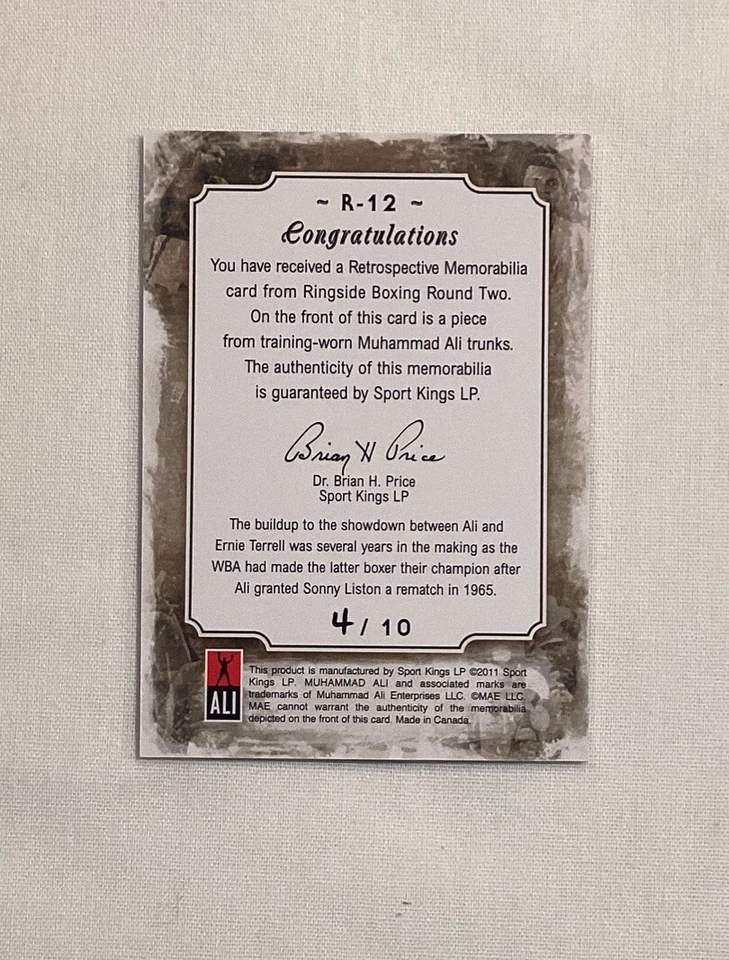 ~ R-12 ~
Congratulations
You have received a Retrospective Memorabilia
card from Ringside Boxing Round Two.
On the front of this card is a piece
from training-worn Muhammad Ali trunks.
The authenticity of this memorabilia
is guaranteed by Sport Kings LP.
Brian H Price
Dr. Brian H. Price
Sport Kings LP
The buildup to the showdown between Ali and
Ernie Terrell was several years in the making as the
WBA had made the latter boxer their champion after
Ali granted Sonny Liston a rematch in 1965.
4/10
ALI
This product is manufactured by Sport Kings LP ©2011 Sport
Kings LP. MUHAMMAD ALI and associated marks are
trademarks of Muhammad Ali Enterprises LLC. ©MAE LLC.
MAE cannot warrant the authenticity of the memorabilia
depicted on the front of this card. Made in Canada.